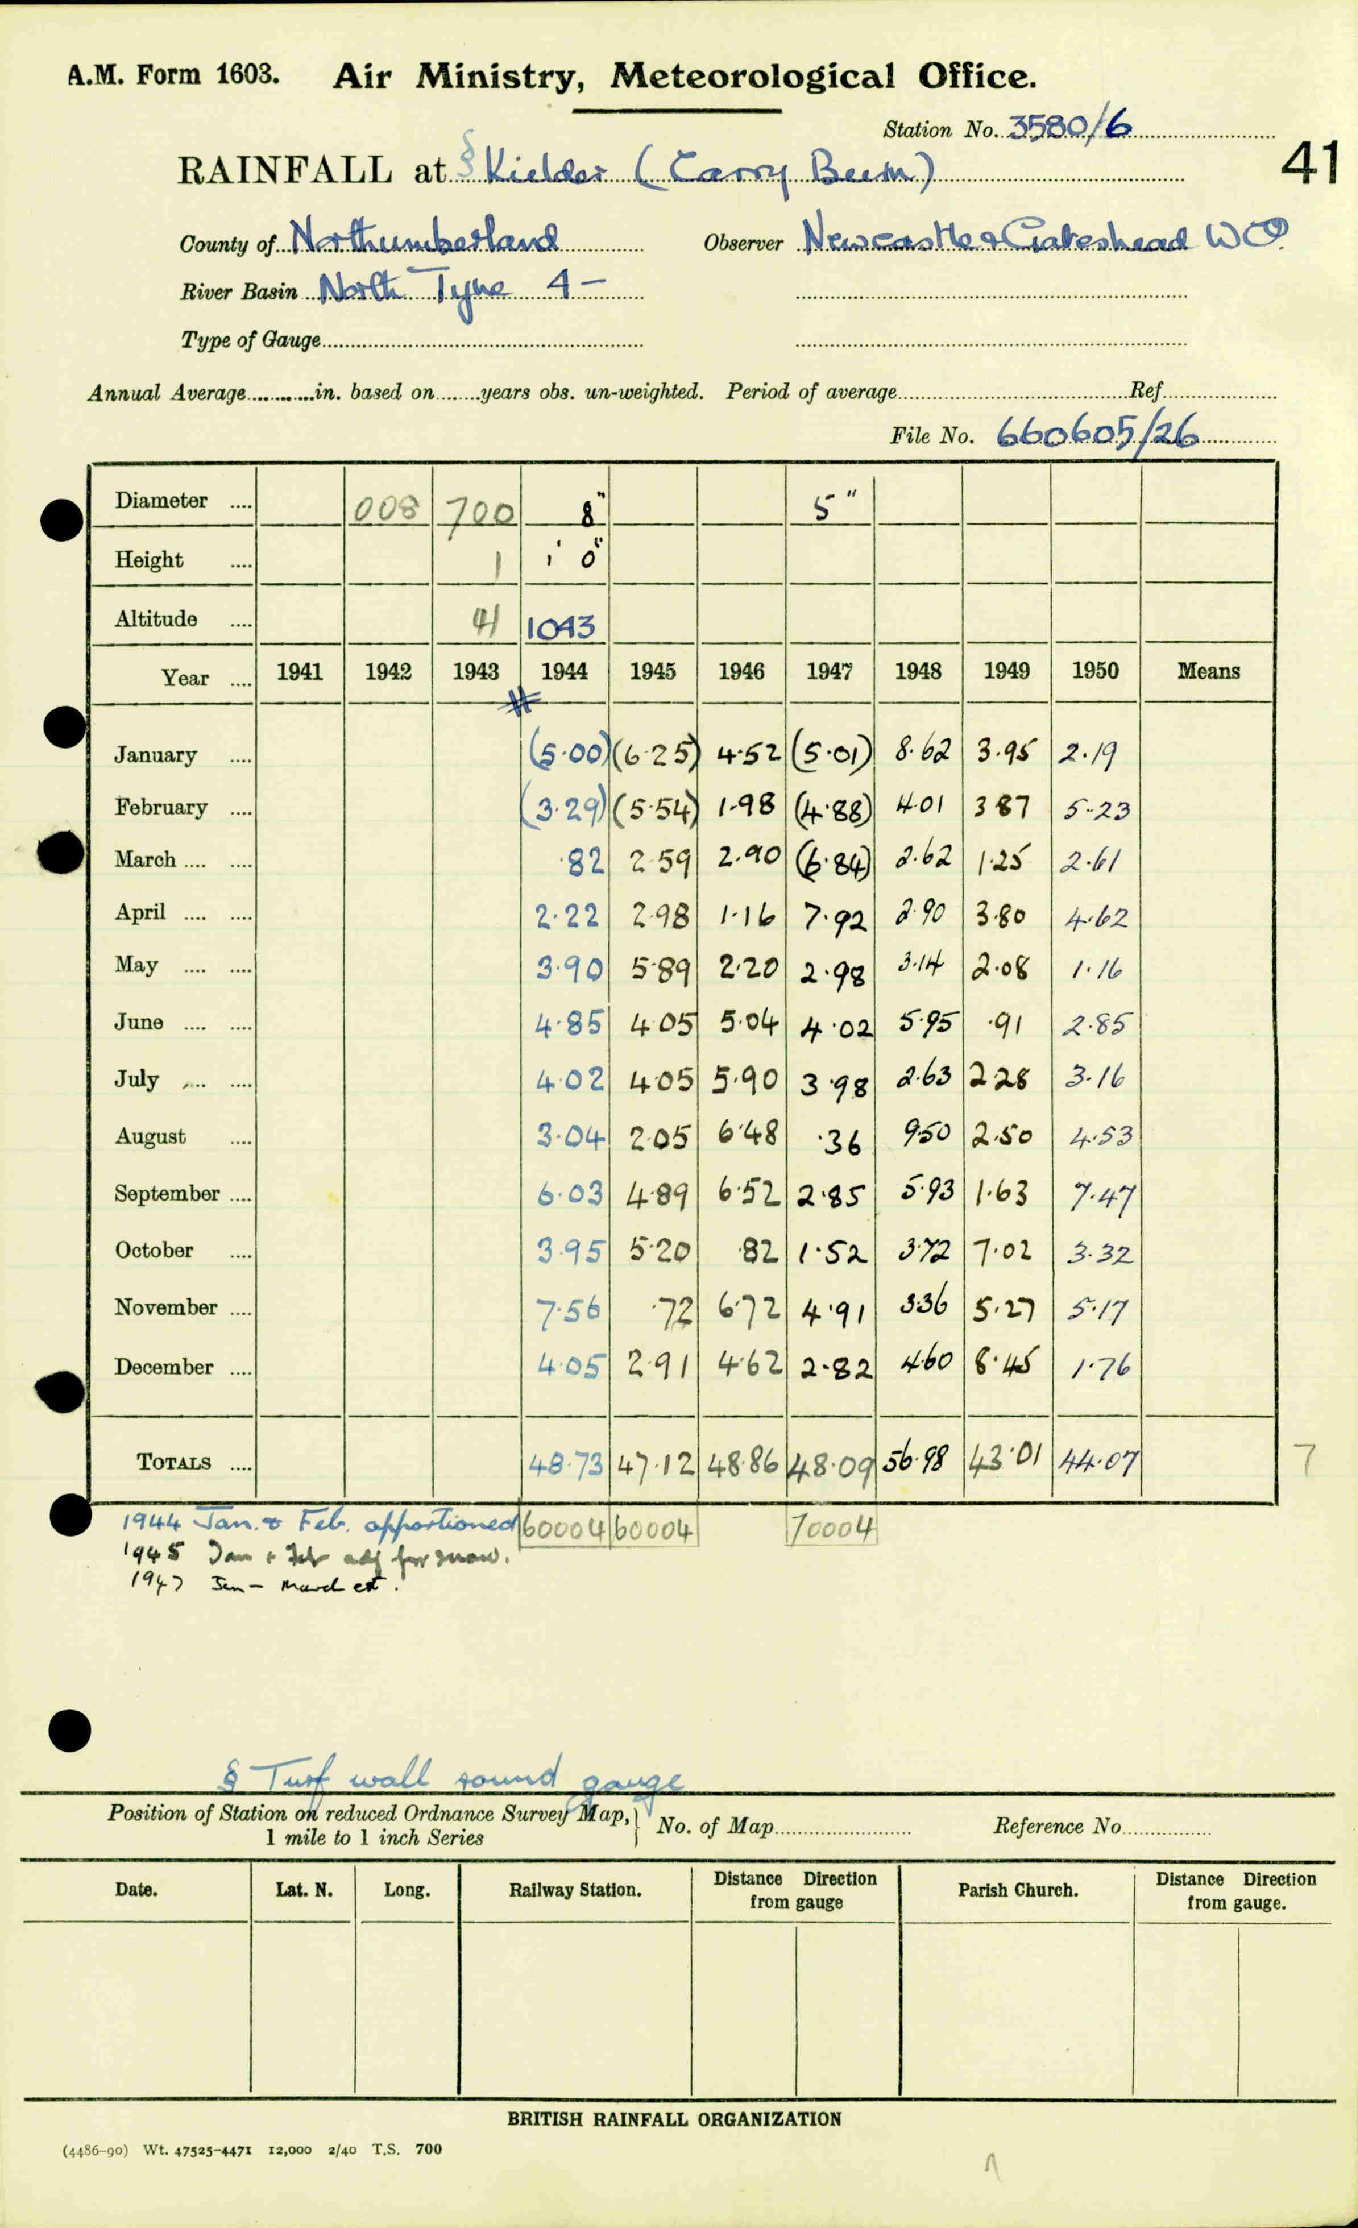 A.M. Form 1603. Air Ministry, Meteorological Office.
Station No. 3580/6
RAINFALL at § Kielder (Carry Burn)
41
County of Northumberland Observer Newcastle & Gateshead W Co.
River Basin North Tyne 4 –
Type of Gauge
Annual Average in. based on years obs. un-weighted. Period of average Ref
File No. 660605/26
Diameter 008 700 8" 5"
Height 1 1' 0"
Altitude 41 1043
Year 1941 1942 1943 1944 1945 1946 1947 1948 1949 1950 Means
January (5.00) (6.25) 4.52 (5.01) 8.62 3.95 2.19
February (3.29) (5.54) 1.98 (4.88) 4.01 3 87 5.23
March .82 2.59 2.90 (6.84) 2.62 1.25 2.61
April 2.22 2.98 1.16 7.92 2.90 3.80 4.62
May 3.90 5.89 2.20 2.98 3.14 2.08 1.16
June 4.85 4 05 5.04 4.02 5.95 .91 2.85
July 4.02 4 05 5.90 3.98 2.63 2.28 3.16
August 3.04 2.05 6.48 .36 9.50 2.50 4.53
September 6.03 4.89 6.52 2.85 5.93 1.63 7.47
October 3.95 5.20 .82 1.52 3.72 7.02 3.32
November 7.56 .72 6.72 4.91 3.36 5.27 5.17
December 4.05 2.91 4.62 2.82 4.60 8.45 1.76
TOTALS 48.73 47.12 48.86 48.09 56.98 43.01 44.07 7
1944 Jan. & Feb. apportioned 60004 60004 70004
1945 Jan + Feb adj for snow.
1947 Jan – March est.
§ Turf wall round gauge
Position of Station on reduced Ordnance Survey Map, } No. of Map Reference No.
1 mile to 1 inch Series
Date. Lat. N. Long. Railway Station. Distance Direction from gauge Parish Church. Distance Direction from gauge.
BRITISH RAINFALL ORGANIZATION
(4486-90) Wt. 47525-4471 12,000 2/40 T.S. 700